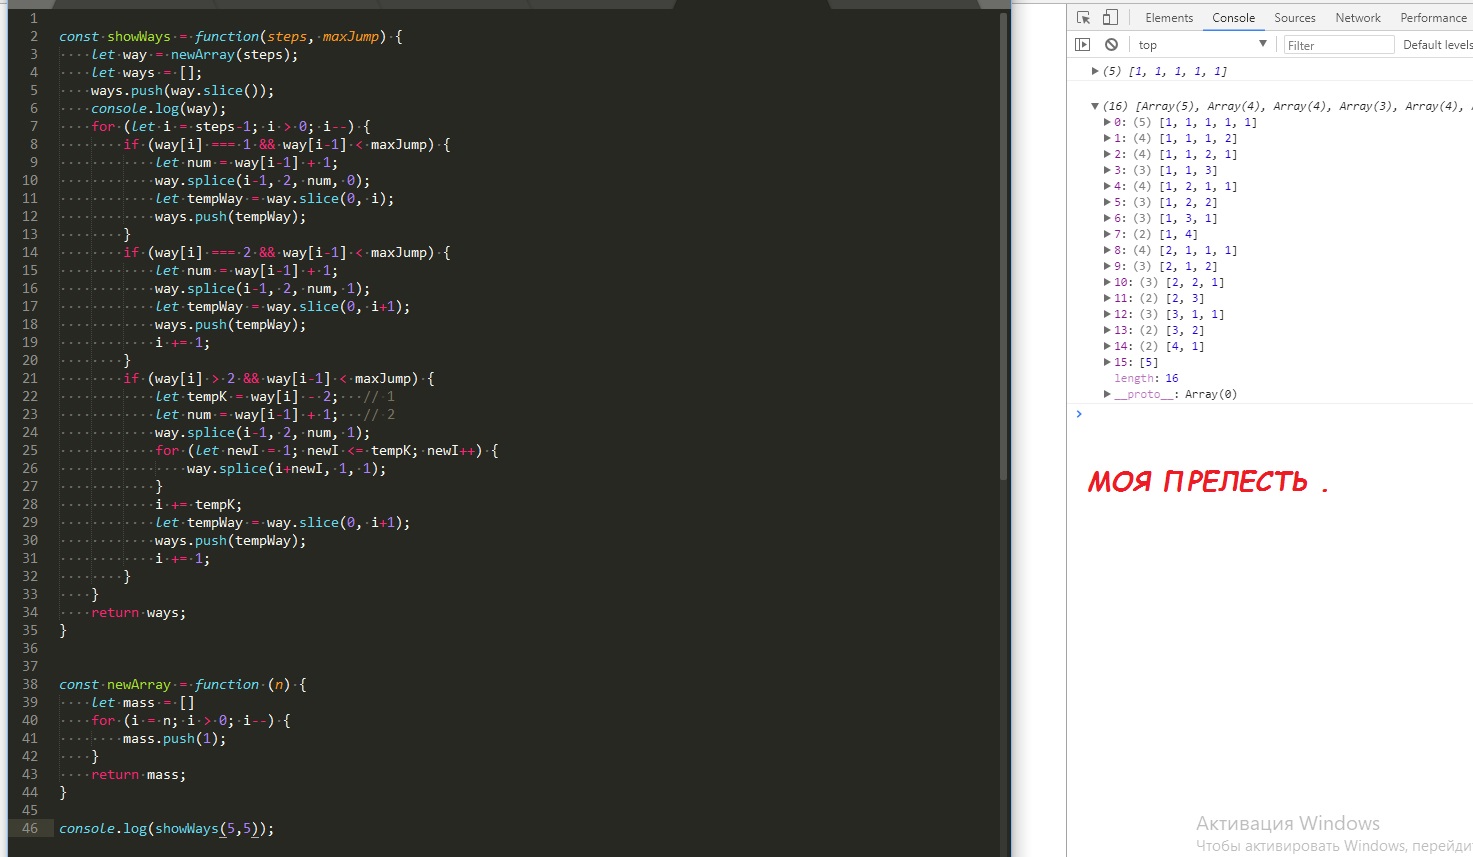 1
2 const showWays = function(steps, maxJump) {
3 let way = newArray(steps);
4 let ways = [];
5 ways.push(way.slice());
6 console.log(way);
7 for (let i = steps-1; i > 0; i--) {
8 if (way[i] === 1 && way[i-1] < maxJump) {
9 let num = way[i-1] + 1;
10 way.splice(i-1, 2, num, 0);
11 let tempWay = way.slice(0, i);
12 ways.push(tempWay);
13 }
14 if (way[i] === 2 && way[i-1] < maxJump) {
15 let num = way[i-1] + 1;
16 way.splice(i-1, 2, num, 1);
17 let tempWay = way.slice(0, i+1);
18 ways.push(tempWay);
19 i += 1;
20 }
21 if (way[i] > 2 && way[i-1] < maxJump) {
22 let tempK = way[i] - 2; // 1
23 let num = way[i-1] + 1; // 2
24 way.splice(i-1, 2, num, 1);
25 for (let newI = 1; newI <= tempK; newI++) {
26 way.splice(i+newI, 1, 1);
27 }
28 i += tempK;
29 let tempWay = way.slice(0, i+1);
30 ways.push(tempWay);
31 i += 1;
32 }
33 }
34 return ways;
35 }
36
37
38 const newArray = function (n) {
39 let mass = []
40 for (i = n; i > 0; i--) {
41 mass.push(1);
42 }
43 return mass;
44 }
45
46 console.log(showWays(5,5));
Elements Console Sources Network Performance
top Filter Default levels
(5) [1, 1, 1, 1, 1]
(16) [Array(5), Array(4), Array(4), Array(3), Array(4),
0: (5) [1, 1, 1, 1, 1]
1: (4) [1, 1, 1, 2]
2: (4) [1, 1, 2, 1]
3: (3) [1, 1, 3]
4: (4) [1, 2, 1, 1]
5: (3) [1, 2, 2]
6: (3) [1, 3, 1]
7: (2) [1, 4]
8: (4) [2, 1, 1, 1]
9: (3) [2, 1, 2]
10: (3) [2, 2, 1]
11: (2) [2, 3]
12: (3) [3, 1, 1]
13: (2) [3, 2]
14: (2) [4, 1]
15: [5]
length: 16
__proto__: Array(0)
МОЯ ПРЕЛЕСТЬ .
Активация Windows
Чтобы активировать Windows,